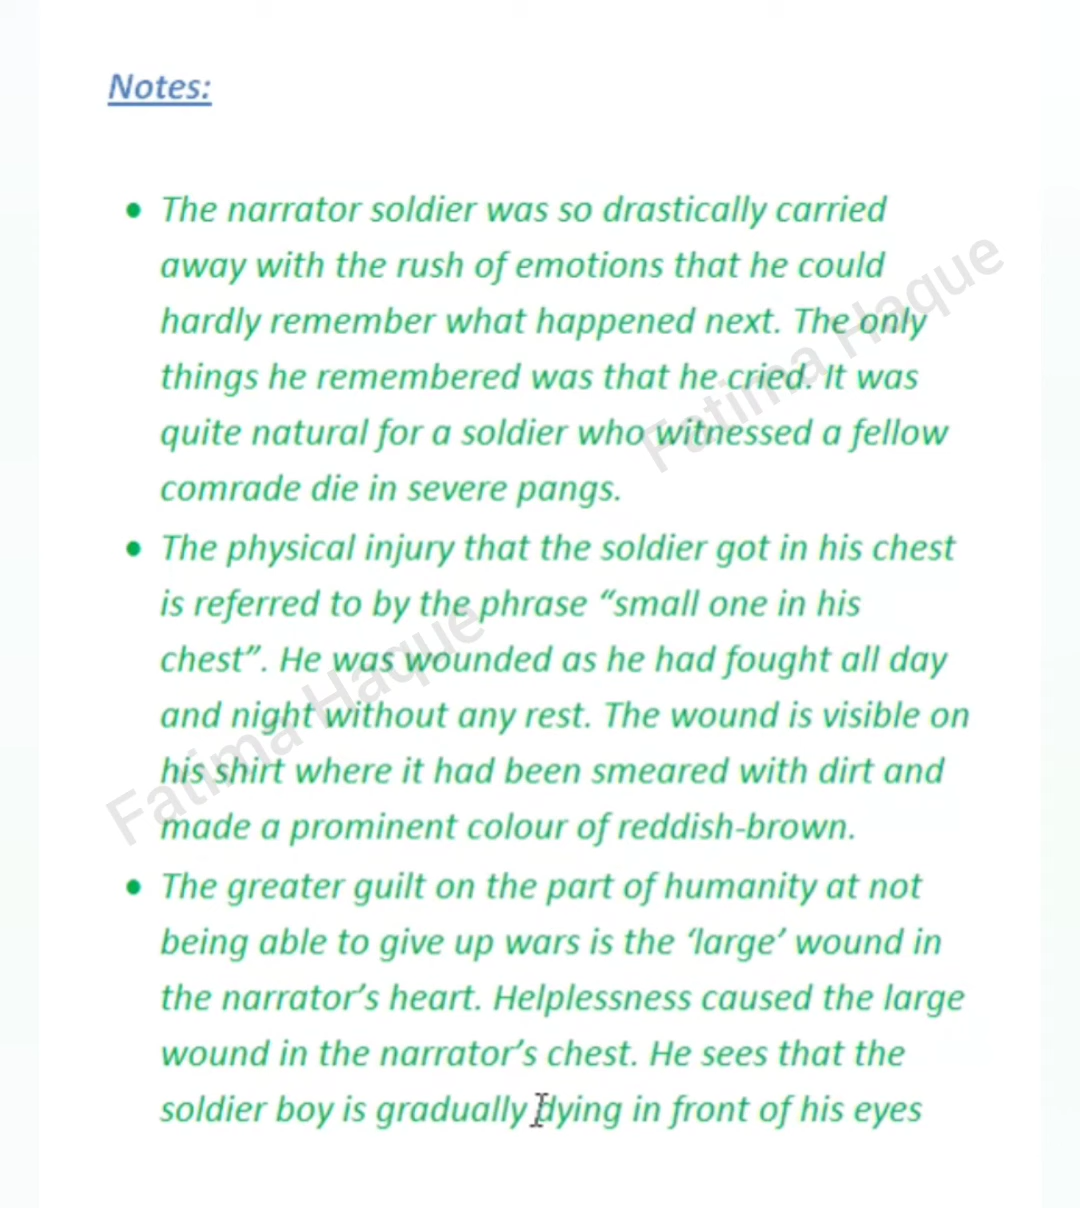 Notes:
• The narrator soldier was so drastically carried
away with the rush of emotions that he could
hardly remember what happened next. The only
things he remembered was that he cried. It was
quite natural for a soldier who witnessed a fellow
comrade die in severe pangs.
• The physical injury that the soldier got in his chest
is referred to by the phrase “small one in his
chest”. He was wounded as he had fought all day
and night without any rest. The wound is visible on
his shirt where it had been smeared with dirt and
made a prominent colour of reddish-brown.
• The greater guilt on the part of humanity at not
being able to give up wars is the ‘large’ wound in
the narrator’s heart. Helplessness caused the large
wound in the narrator’s chest. He sees that the
soldier boy is gradually dying in front of his eyes
Fatima Haque
Fatima Haque